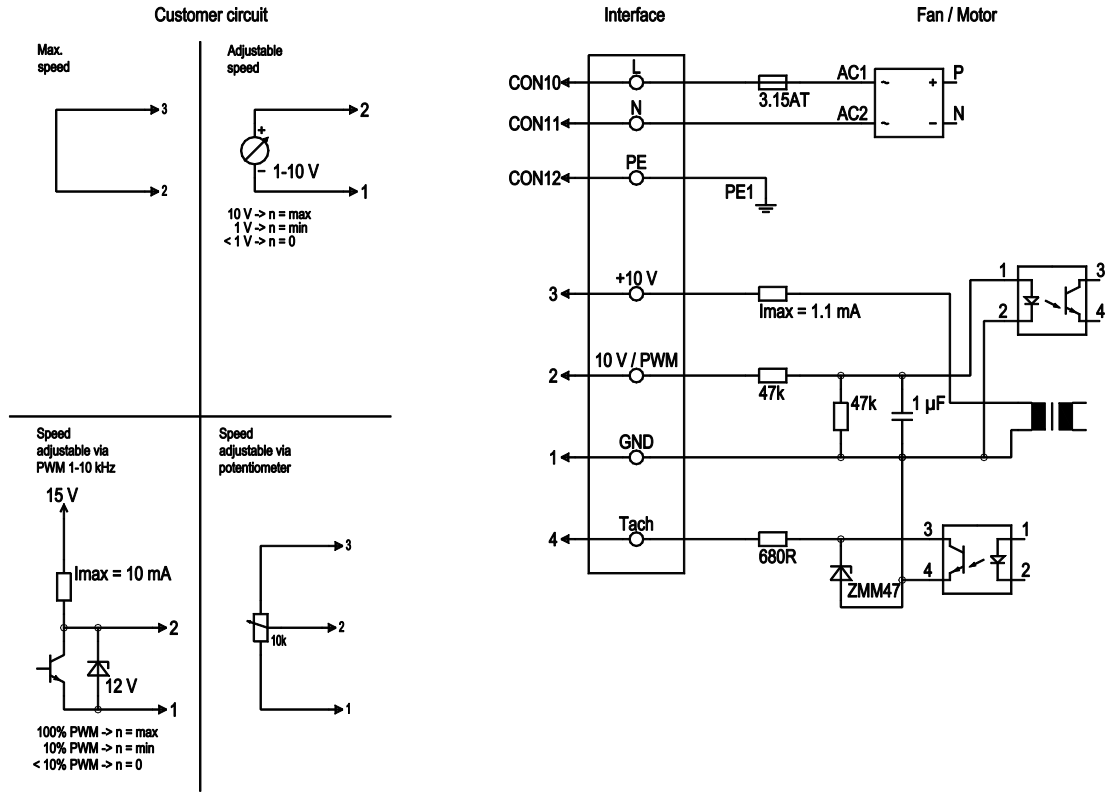 Customer circuit
Interface
Fan / Motor
Max.
speed
3
2
Adjustable
speed
2
+
−
1-10 V
1
10 V -> n = max
1 V -> n = min
< 1 V -> n = 0
Speed
adjustable via
PWM 1-10 kHz
15 V
Imax = 10 mA
2
12 V
1
100% PWM -> n = max
10% PWM -> n = min
< 10% PWM -> n = 0
Speed
adjustable via
potentiometer
3
2
10k
1
CON10
L
3.15AT
AC1
~
+
P
CON11
N
AC2
~
−
N
CON12
PE
PE1
3
+10 V
Imax = 1.1 mA
1
2
3
4
2
10 V / PWM
47k
47k
1 µF
1
GND
4
Tach
680R
ZMM47
3
4
1
2